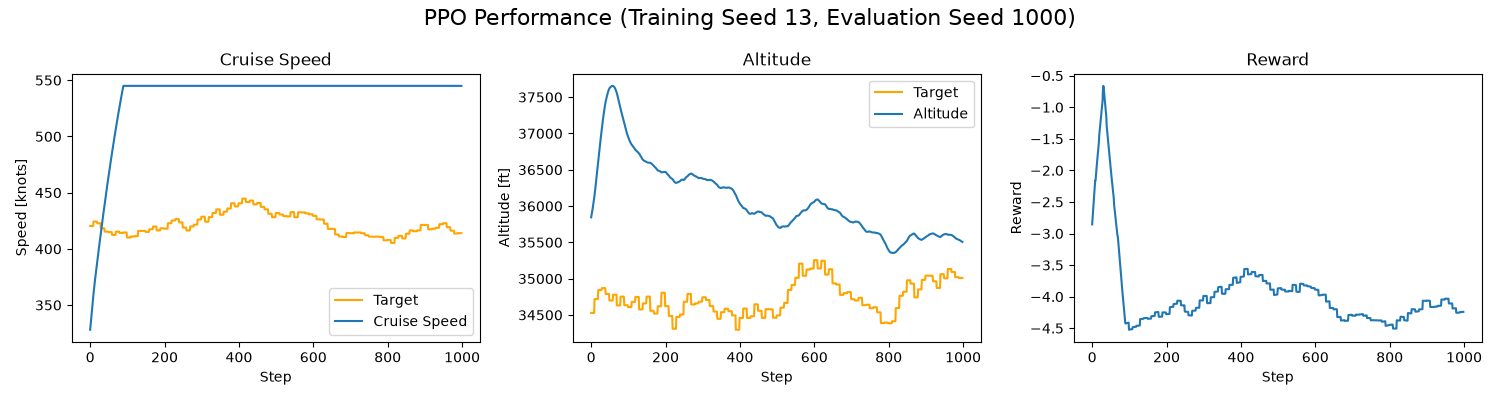 PPO Performance (Training Seed 13, Evaluation Seed 1000)
Cruise Speed
Speed [knots]
550
500
450
400
350
Target
Cruise Speed
0 200 400 600 800 1000
Step
Altitude
Altitude [ft]
37500
37000
36500
36000
35500
35000
34500
Target
Altitude
0 200 400 600 800 1000
Step
Reward
Reward
−0.5
−1.0
−1.5
−2.0
−2.5
−3.0
−3.5
−4.0
−4.5
0 200 400 600 800 1000
Step